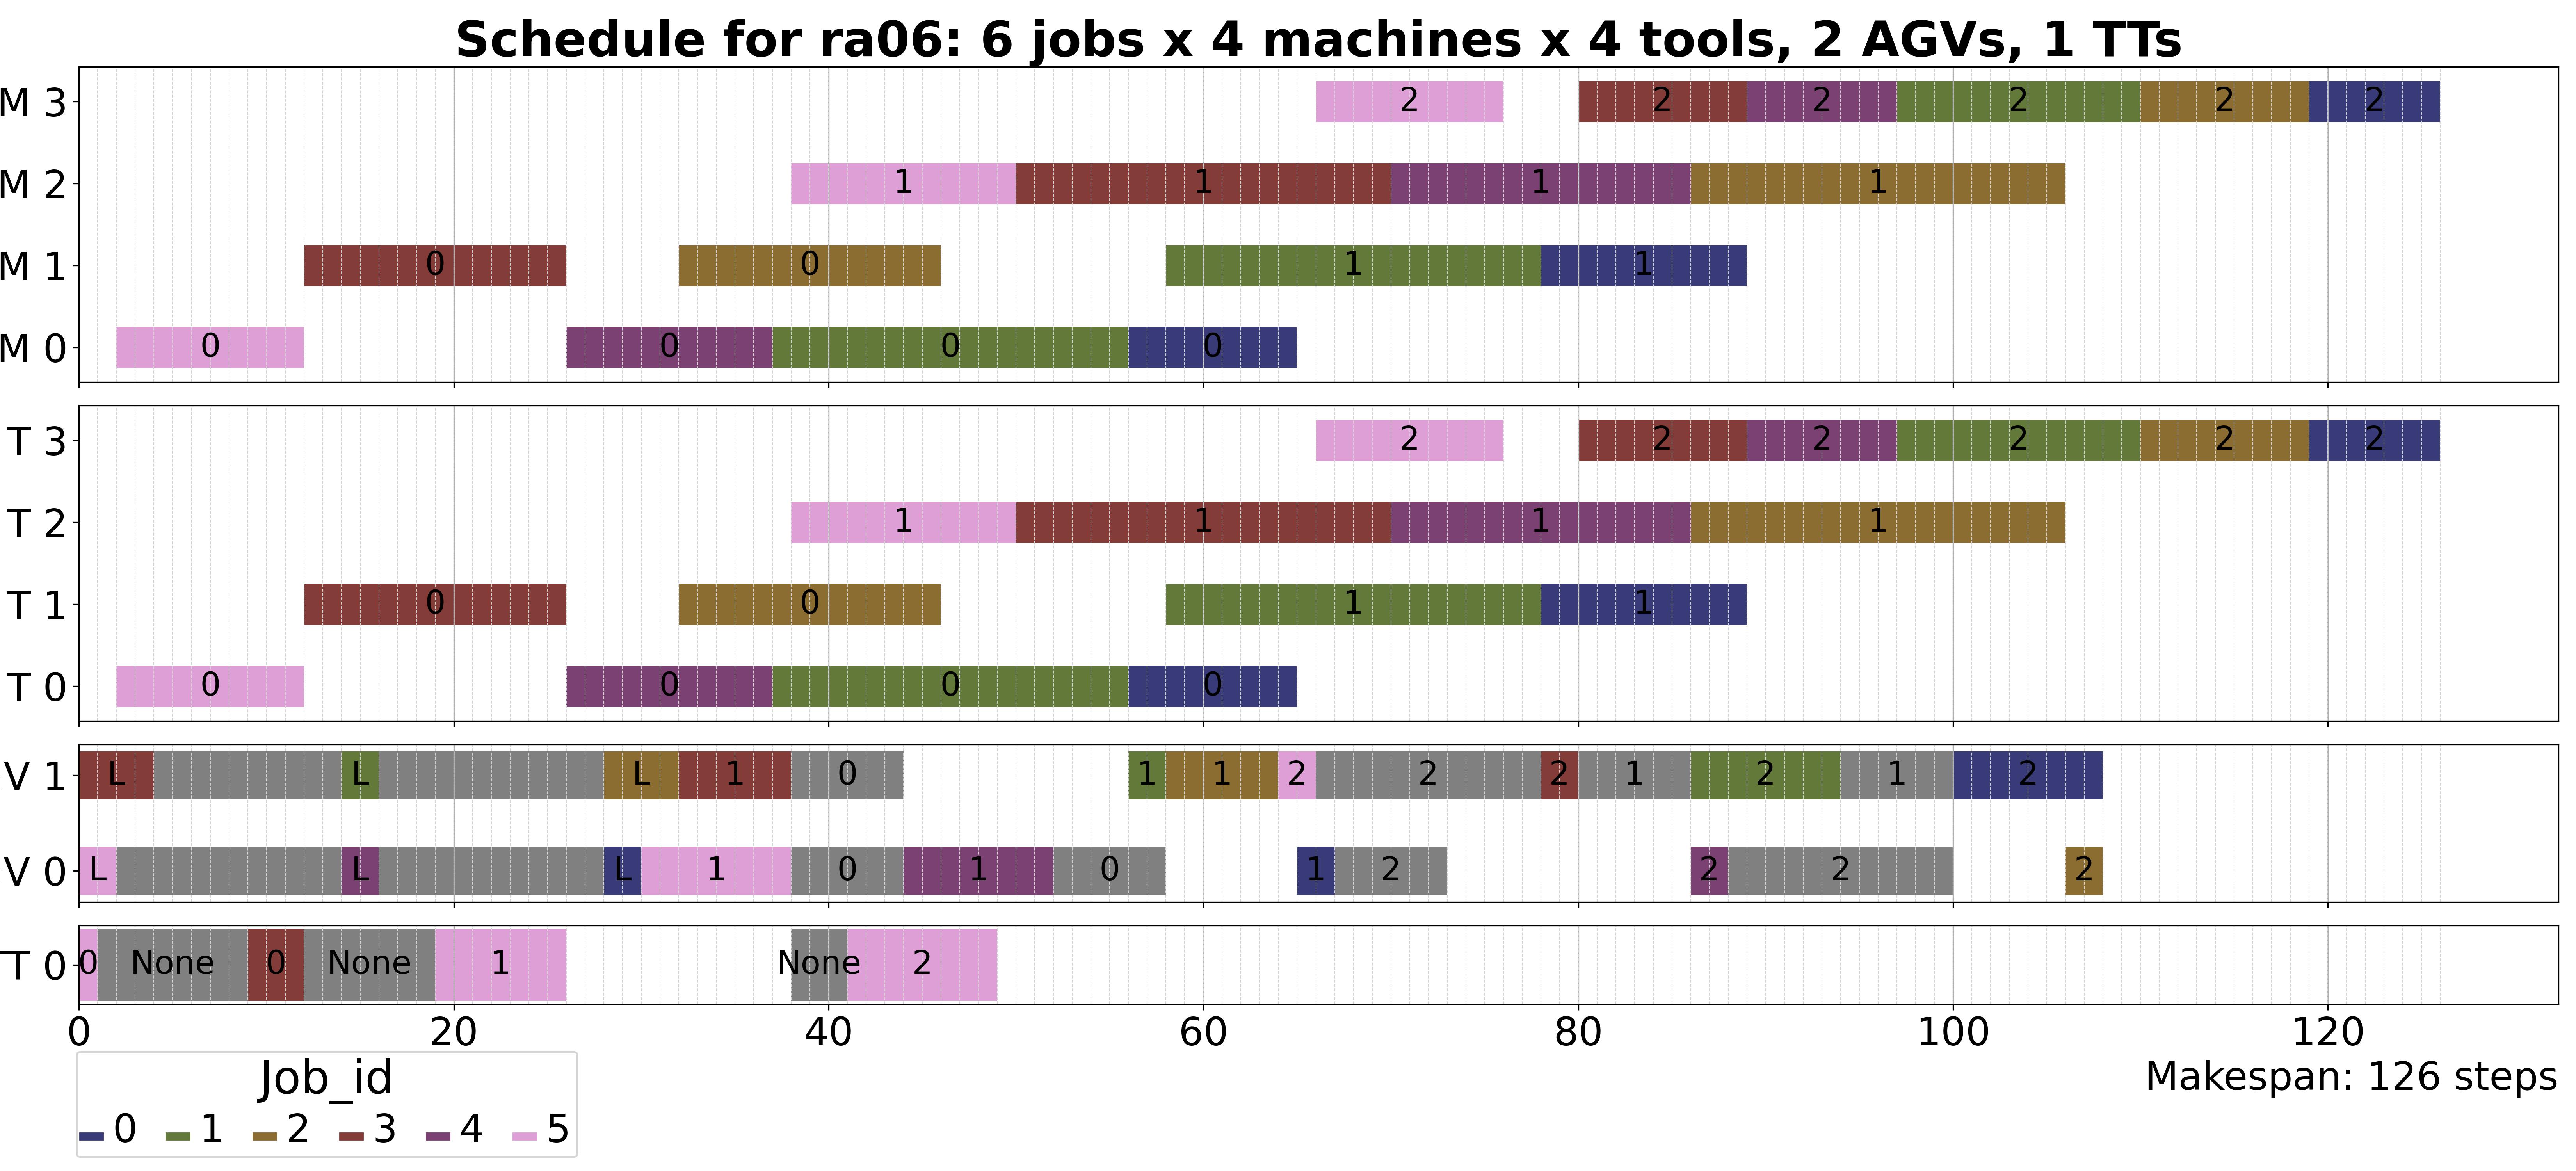 Schedule for ra06: 6 jobs x 4 machines x 4 tools, 2 AGVs, 1 TTs
M 3 2 2 2 2 2 2
M 2 1 1 1 1
M 1 0 0 1 1
M 0 0 0 0 0
T 3 2 2 2 2 2 2
T 2 1 1 1 1
T 1 0 0 1 1
T 0 0 0 0 0
GV 1 L L L 1 0 1 1 2 2 2 1 2 1 2
GV 0 L L L 1 0 1 0 1 2 2 2 2
T 0 0 None 0 None 1 None 2
0 20 40 60 80 100 120
Makespan: 126 steps
Job_id
0 1 2 3 4 5